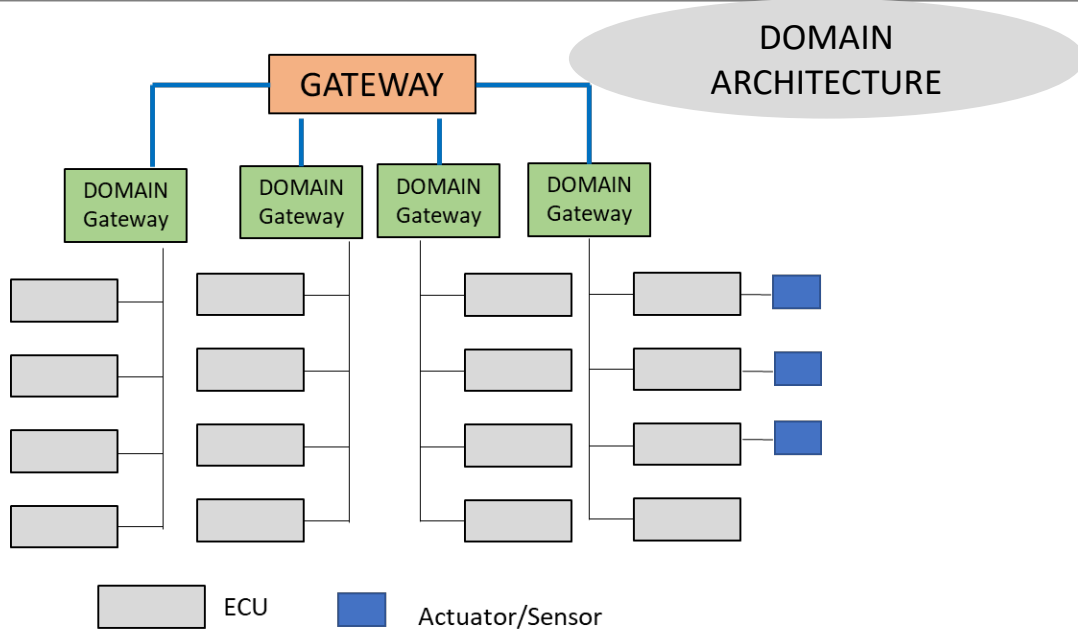 DOMAIN
ARCHITECTURE
GATEWAY
DOMAIN
Gateway
DOMAIN
Gateway
DOMAIN
Gateway
DOMAIN
Gateway
ECU
Actuator/Sensor